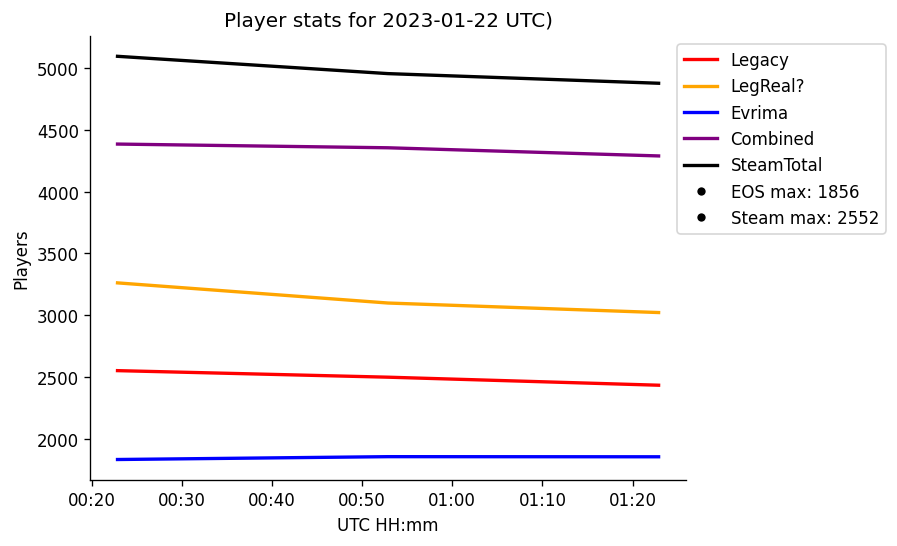 Player stats for 2023-01-22 UTC)
Legacy
LegReal?
Evrima
Combined
SteamTotal
EOS max: 1856
Steam max: 2552
Players
5000
4500
4000
3500
3000
2500
2000
00:20 00:30 00:40 00:50 01:00 01:10 01:20
UTC HH:mm